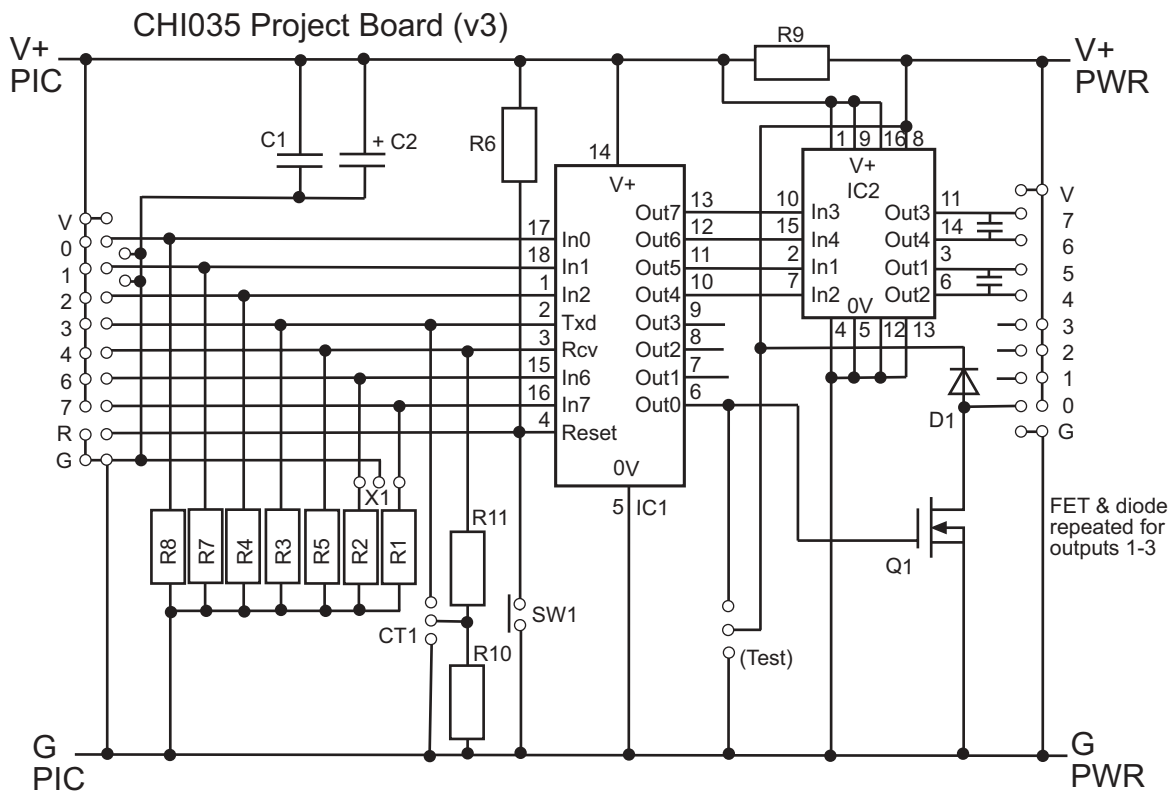 CHI035 Project Board (v3)
V+
PIC
R9
V+
PWR
C1
+ C2
R6
14
V+
1 9 16 8
V+
IC2
V
0
1
2
3
4
6
7
R
G
17 In0
18 In1
1 In2
2 Txd
3 Rcv
15 In6
16 In7
4 Reset
0V
5 IC1
Out7 13
Out6 12
Out5 11
Out4 10
Out3 9
Out2 8
Out1 7
Out0 6
10 In3
15 In4
2 In1
7 In2
Out3 11
Out4 14
Out1 3
Out2 6
0V
4 5 12 13
V
7
6
5
4
3
2
1
0
G
D1
X1
R8
R7
R4
R3
R5
R2
R1
R11
R10
CT1
SW1
(Test)
Q1
FET & diode
repeated for
outputs 1-3
G
PIC
G
PWR